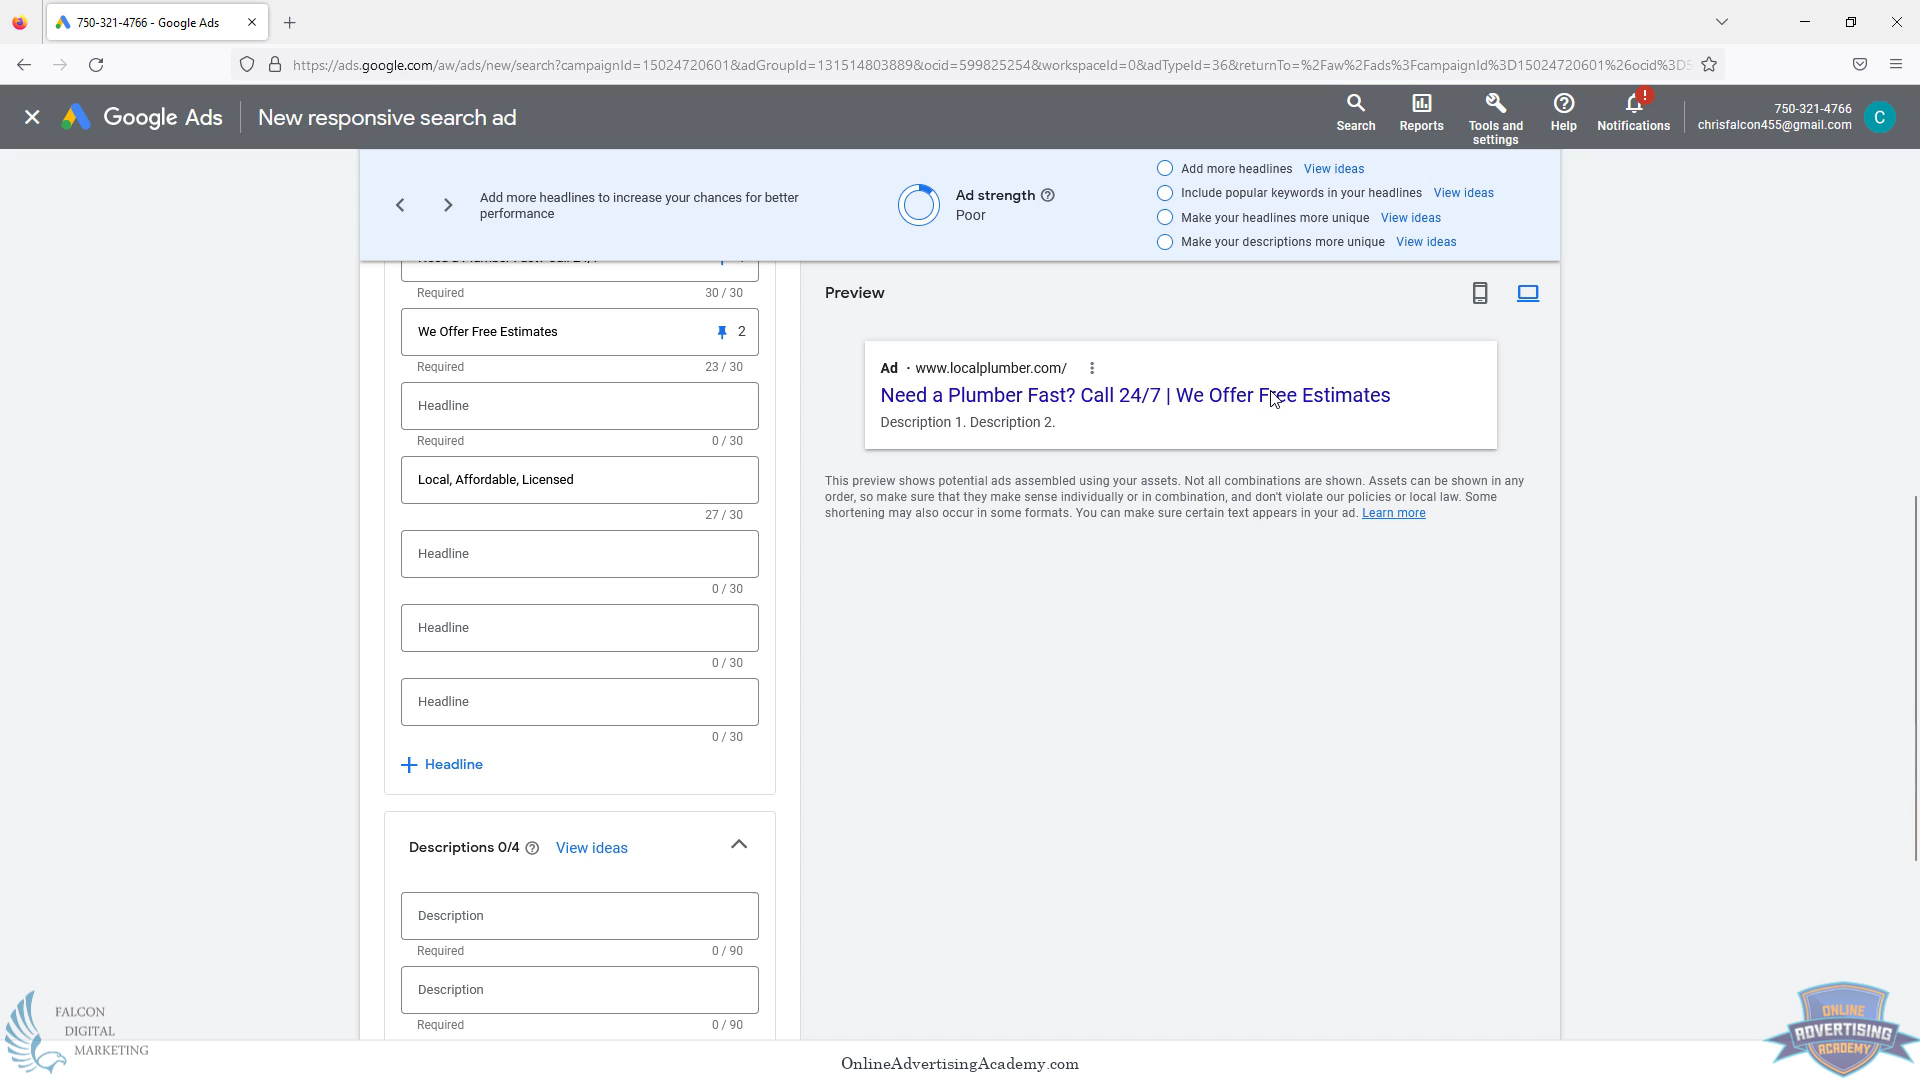 750-321-4766 - Google Ads
https://ads.google.com/aw/ads/new/search?campaignId=15024720601&adGroupId=131514803889&ocid=599825254&workspaceId=0&adTypeId=36&returnTo=%2Faw%2Fads%3FcampaignId%3D15024720601%26ocid%3D5
Google Ads
New responsive search ad
Search
Reports
Tools and
settings
Help
!
Notifications
750-321-4766
chrisfalcon455@gmail.com
C
Add more headlines to increase your chances for better
performance
Ad strength
Poor
Add more headlines View ideas
Include popular keywords in your headlines View ideas
Make your headlines more unique View ideas
Make your descriptions more unique View ideas
Required 30 / 30
We Offer Free Estimates 2
Required 23 / 30
Headline
Required 0 / 30
Local, Affordable, Licensed
27 / 30
Headline
0 / 30
Headline
0 / 30
Headline
0 / 30
Headline
Descriptions 0/4 View ideas
Description
Required 0 / 90
Description
Required 0 / 90
Preview
Ad · www.localplumber.com/
Need a Plumber Fast? Call 24/7 | We Offer Free Estimates
Description 1. Description 2.
This preview shows potential ads assembled using your assets. Not all combinations are shown. Assets can be shown in any
order, so make sure that they make sense individually or in combination, and don't violate our policies or local law. Some
shortening may also occur in some formats. You can make sure certain text appears in your ad. Learn more
FALCON
DIGITAL
MARKETING
OnlineAdvertisingAcademy.com
ONLINE
ADVERTISING
ACADEMY